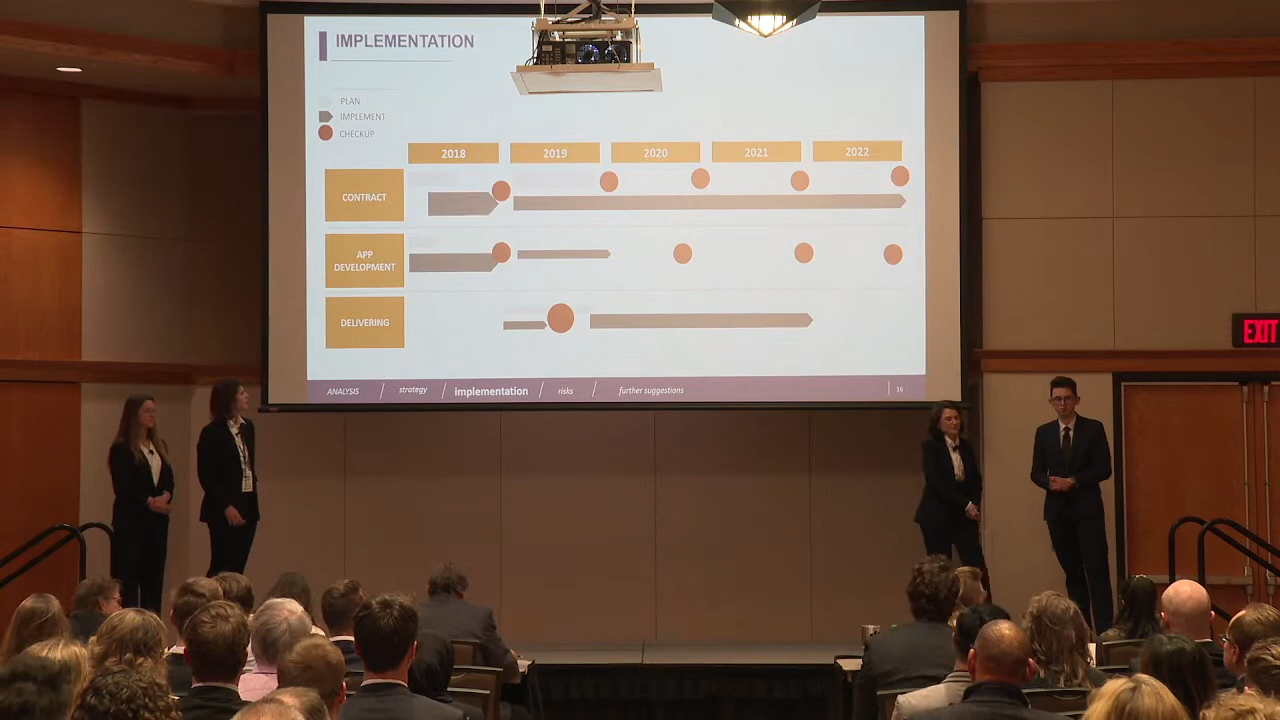 IMPLEMENTATION
PLAN
IMPLEMENT
CHECKUP
2018 2019 2020 2021 2022
CONTRACT
APP
DEVELOPMENT
DELIVERING
ANALYSIS / strategy / implementation / risks / further suggestions | 16
EXIT